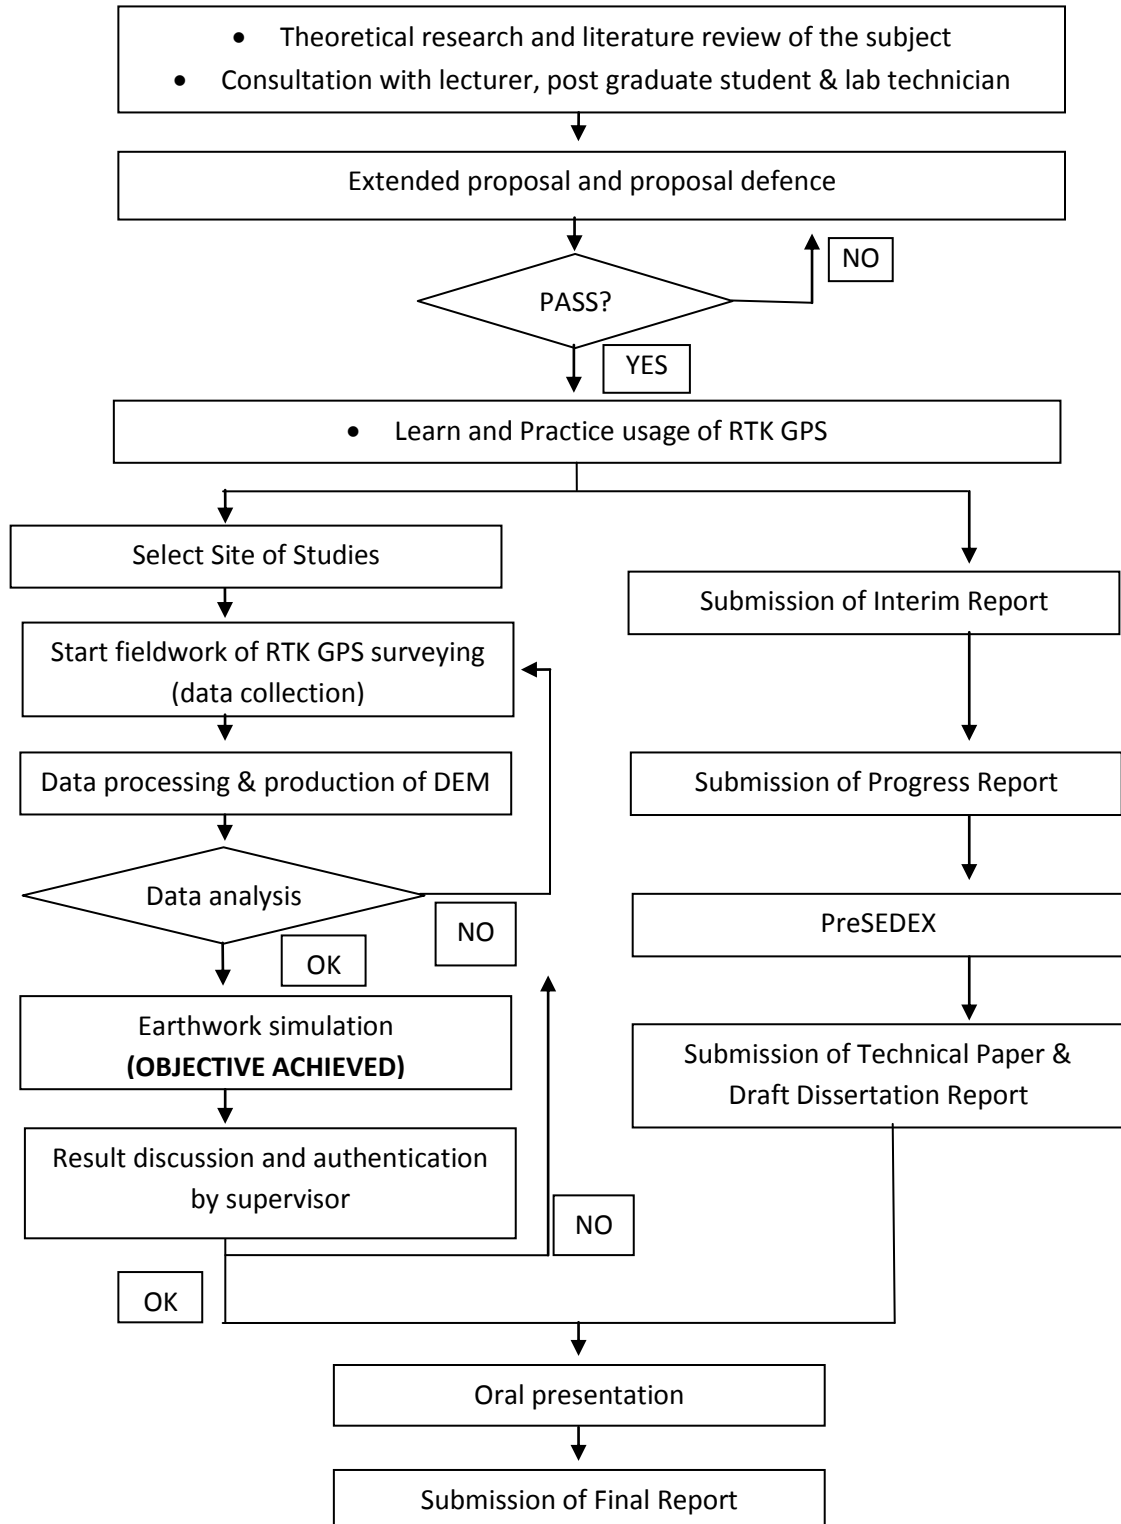 • Theoretical research and literature review of the subject
• Consultation with lecturer, post graduate student & lab technician
Extended proposal and proposal defence
NO
PASS?
YES
• Learn and Practice usage of RTK GPS
Select Site of Studies
Submission of Interim Report
Start fieldwork of RTK GPS surveying
(data collection)
Data processing & production of DEM
Submission of Progress Report
Data analysis
NO
OK
PreSEDEX
Earthwork simulation
(OBJECTIVE ACHIEVED)
Submission of Technical Paper &
Draft Dissertation Report
Result discussion and authentication
by supervisor
NO
OK
Oral presentation
Submission of Final Report